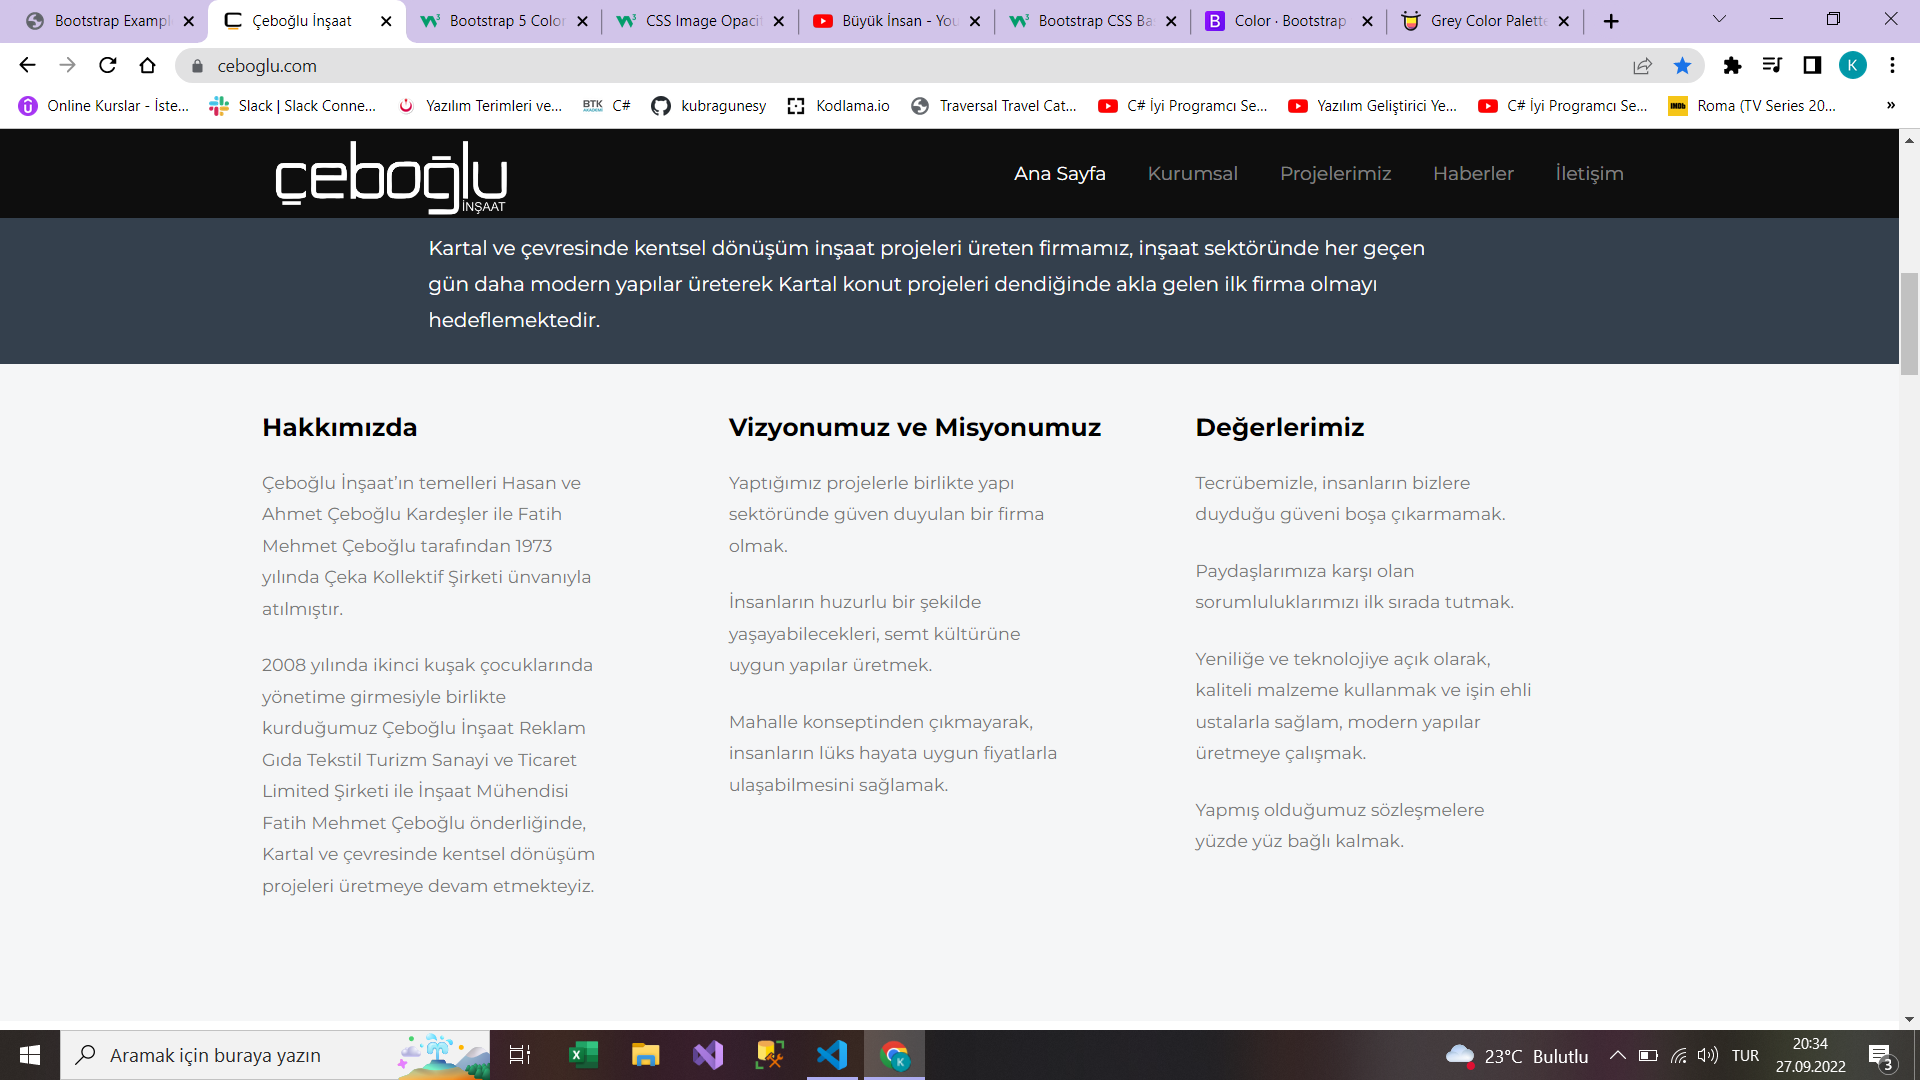 Bootstrap Exampl
Çeboğlu İnşaat
Bootstrap 5 Color
CSS Image Opacit
Büyük İnsan - You
Bootstrap CSS Ba
Color · Bootstrap
Grey Color Palette
ceboglu.com
K
Online Kurslar - İste...
Slack | Slack Conne...
Yazılım Terimleri ve...
BTK AKADEMİ
C#
kubragunesy
Kodlama.io
Traversal Travel Cat...
C# İyi Programcı Se...
Yazılım Geliştirici Ye...
C# İyi Programcı Se...
IMDb
Roma (TV Series 20...
»
çeboğlu
İNŞAAT
Ana Sayfa
Kurumsal
Projelerimiz
Haberler
İletişim
Kartal ve çevresinde kentsel dönüşüm inşaat projeleri üreten firmamız, inşaat sektöründe her geçen
gün daha modern yapılar üreterek Kartal konut projeleri dendiğinde akla gelen ilk firma olmayı
hedeflemektedir.
Hakkımızda
Çeboğlu İnşaat’ın temelleri Hasan ve
Ahmet Çeboğlu Kardeşler ile Fatih
Mehmet Çeboğlu tarafından 1973
yılında Çeka Kollektif Şirketi ünvanıyla
atılmıştır.
2008 yılında ikinci kuşak çocuklarında
yönetime girmesiyle birlikte
kurduğumuz Çeboğlu İnşaat Reklam
Gıda Tekstil Turizm Sanayi ve Ticaret
Limited Şirketi ile İnşaat Mühendisi
Fatih Mehmet Çeboğlu önderliğinde,
Kartal ve çevresinde kentsel dönüşüm
projeleri üretmeye devam etmekteyiz.
Vizyonumuz ve Misyonumuz
Yaptığımız projelerle birlikte yapı
sektöründe güven duyulan bir firma
olmak.
İnsanların huzurlu bir şekilde
yaşayabilecekleri, semt kültürüne
uygun yapılar üretmek.
Mahalle konseptinden çıkmayarak,
insanların lüks hayata uygun fiyatlarla
ulaşabilmesini sağlamak.
Değerlerimiz
Tecrübemizle, insanların bizlere
duyduğu güveni boşa çıkarmamak.
Paydaşlarımıza karşı olan
sorumluluklarımızı ilk sırada tutmak.
Yeniliğe ve teknolojiye açık olarak,
kaliteli malzeme kullanmak ve işin ehli
ustalarla sağlam, modern yapılar
üretmeye çalışmak.
Yapmış olduğumuz sözleşmelere
yüzde yüz bağlı kalmak.
Aramak için buraya yazın
23°C Bulutlu
TUR
20:34
27.09.2022
3